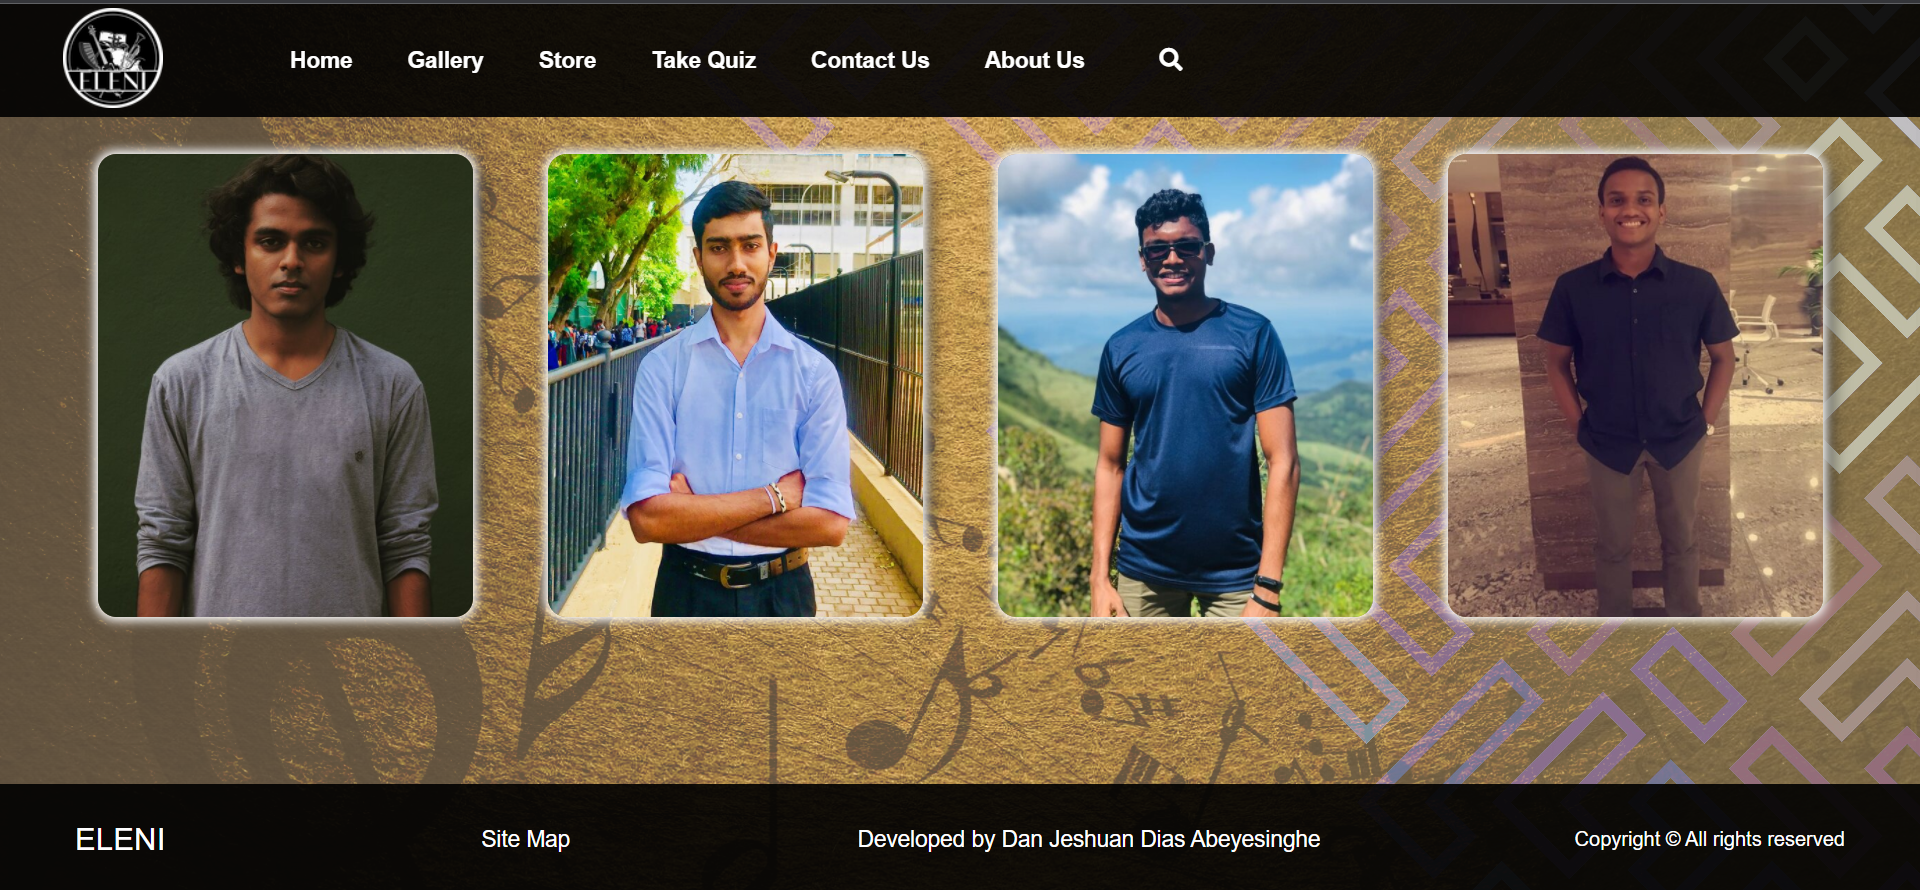 ELENI
Home
Gallery
Store
Take Quiz
Contact Us
About Us
ELENI
Site Map
Developed by Dan Jeshuan Dias Abeyesinghe
Copyright © All rights reserved